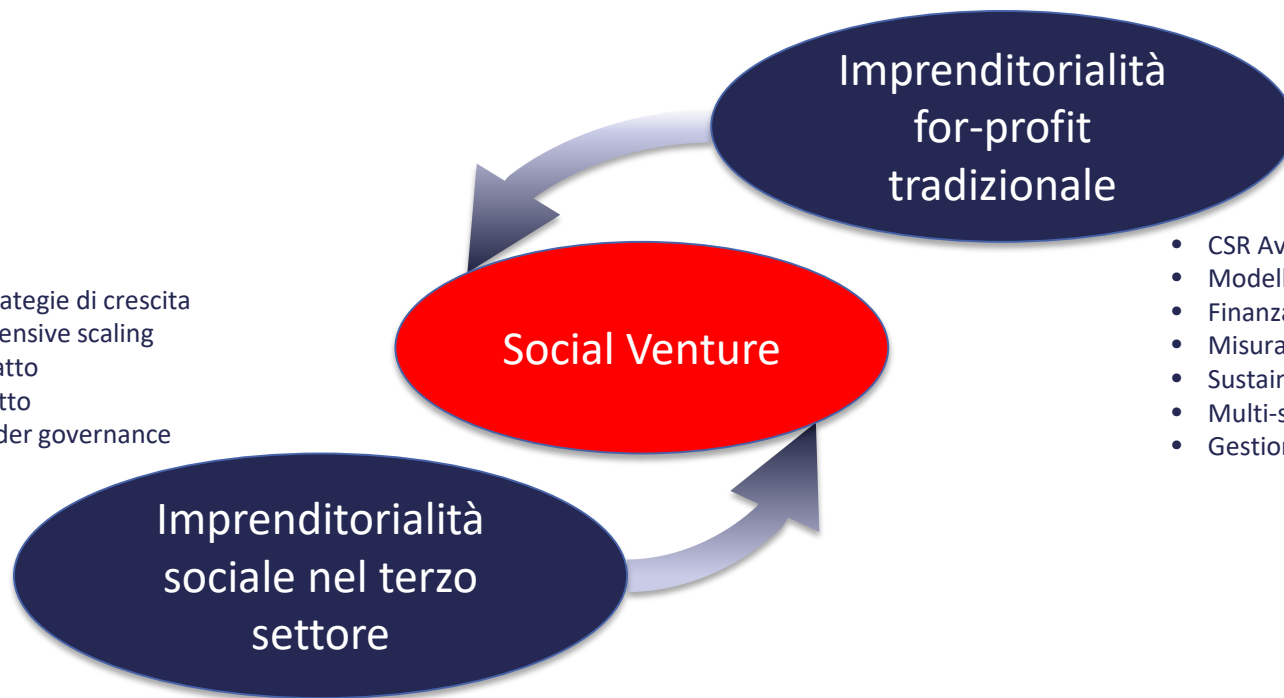 Imprenditorialità
for-profit
tradizionale
• CSR Av
• Modell
• Finanza
• Misura
• Sustain
• Multi-s
• Gestion
rategie di crescita
ensive scaling
atto
tto
der governance
Social Venture
Imprenditorialità
sociale nel terzo
settore